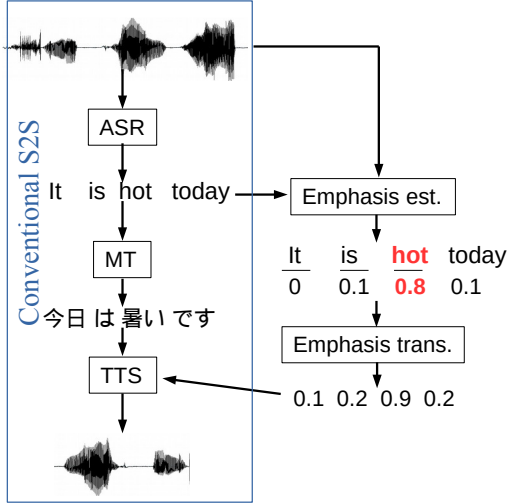 Conventional S2S
ASR
It is hot today
MT
今日 は 暑い です
TTS
Emphasis est.
It is hot today
0 0.1 0.8 0.1
Emphasis trans.
0.1 0.2 0.9 0.2